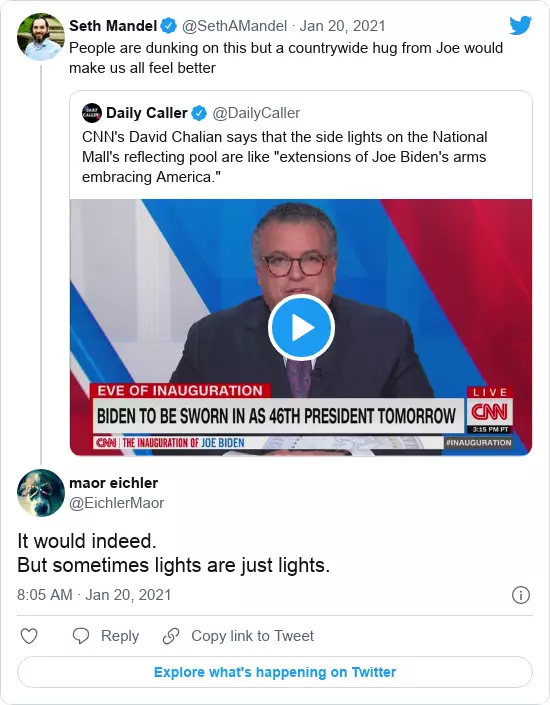 Seth Mandel @SethAMandel · Jan 20, 2021
People are dunking on this but a countrywide hug from Joe would
make us all feel better
DAILY CALLER Daily Caller @DailyCaller
CNN's David Chalian says that the side lights on the National
Mall's reflecting pool are like "extensions of Joe Biden's arms
embracing America."
EVE OF INAUGURATION
LIVE
BIDEN TO BE SWORN IN AS 46TH PRESIDENT TOMORROW
CNN
3:15 PM PT
CNN THE INAUGURATION OF JOE BIDEN
#INAUGURATION
maor eichler
@EichlerMaor
It would indeed.
But sometimes lights are just lights.
8:05 AM · Jan 20, 2021
Reply Copy link to Tweet
Explore what's happening on Twitter